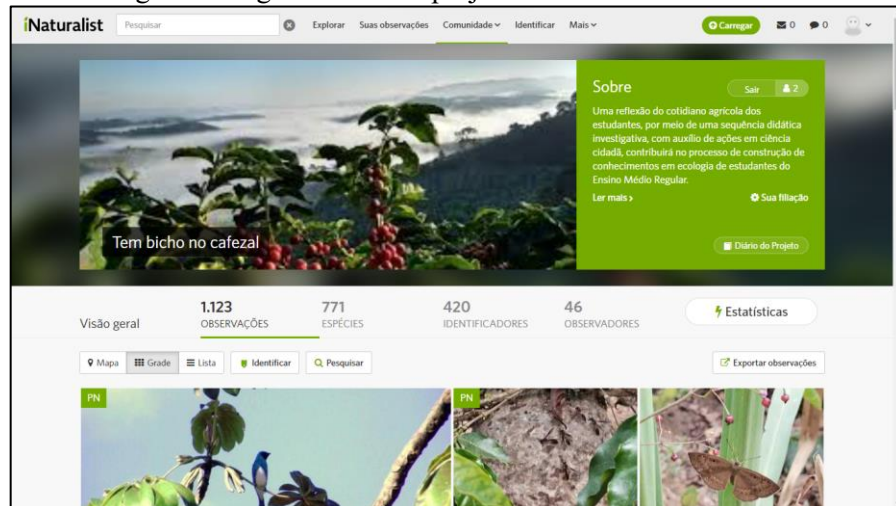 iNaturalist Pesquisar Explorar Suas observações Comunidade Identificar Mais Carregar 0 0
Sobre
Sair 2
Uma reflexão do cotidiano agrícola dos
estudantes, por meio de uma sequência didática
investigativa, com auxílio de ações em ciência
cidadã, contribuirá no processo de construção de
conhecimentos em ecologia de estudantes do
Ensino Médio Regular.
Ler mais › Sua filiação
Tem bicho no cafezal
Diário do Projeto
Visão geral
1.123
OBSERVAÇÕES
771
ESPÉCIES
420
IDENTIFICADORES
46
OBSERVADORES
Estatísticas
Mapa Grade Lista Identificar Pesquisar Exportar observações
PN PN